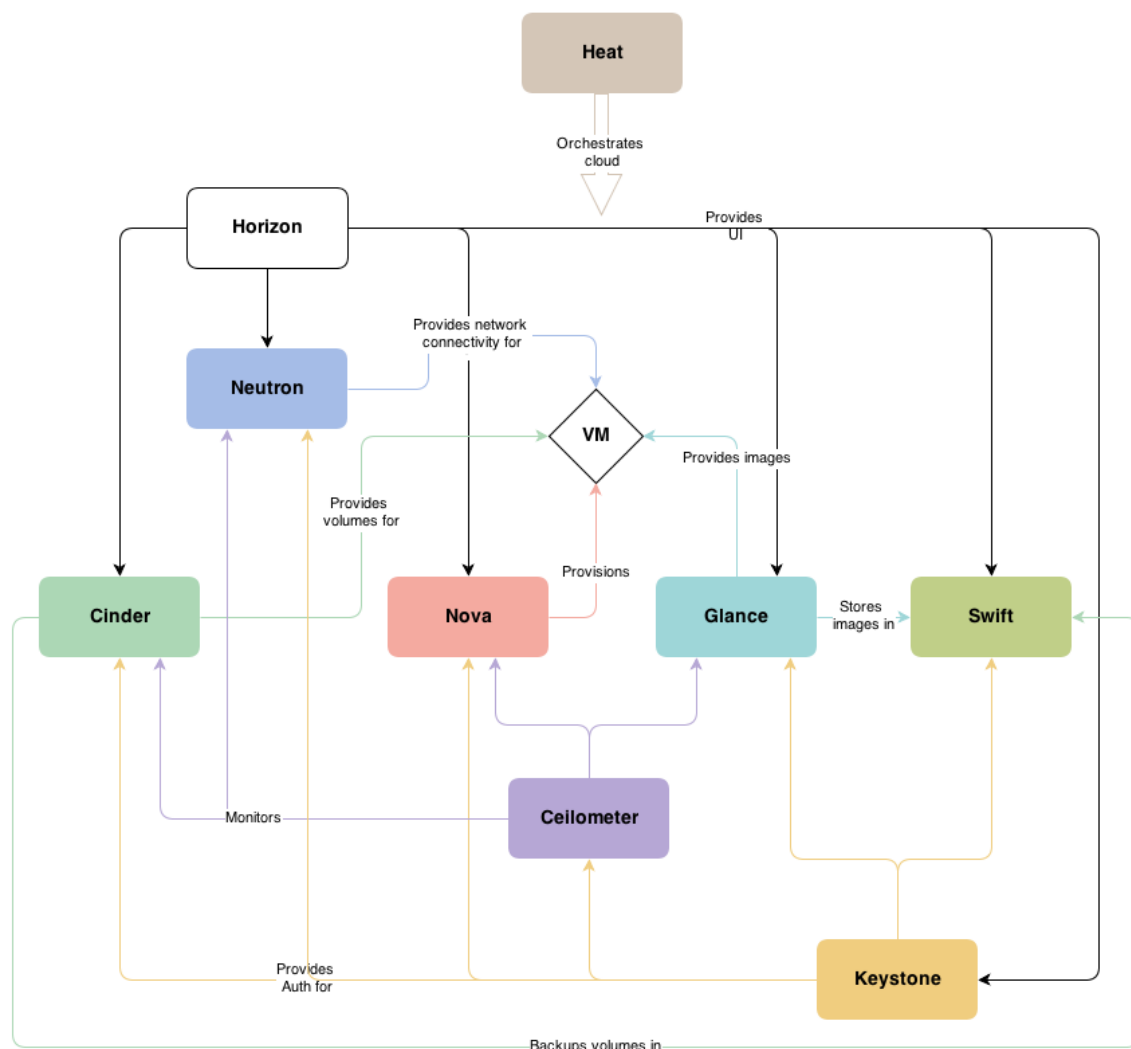 Heat
Orchestrates
cloud
Provides
UI
Horizon
Provides network
connectivity for
Neutron
VM
Provides images
Provides
volumes for
Provisions
Cinder
Nova
Glance
Stores
images in
Swift
Monitors
Ceilometer
Provides
Auth for
Keystone
Backups volumes in